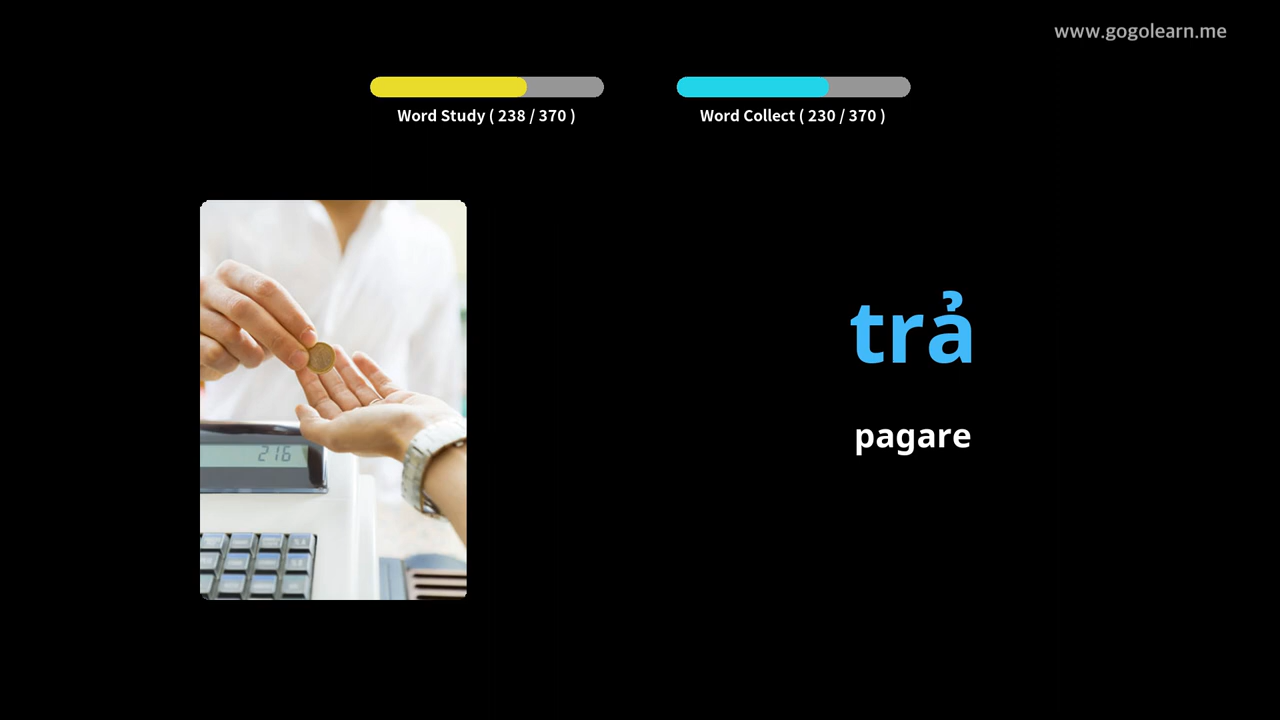 www.gogolearn.me
Word Study ( 238 / 370 )
Word Collect ( 230 / 370 )
trả
pagare
216